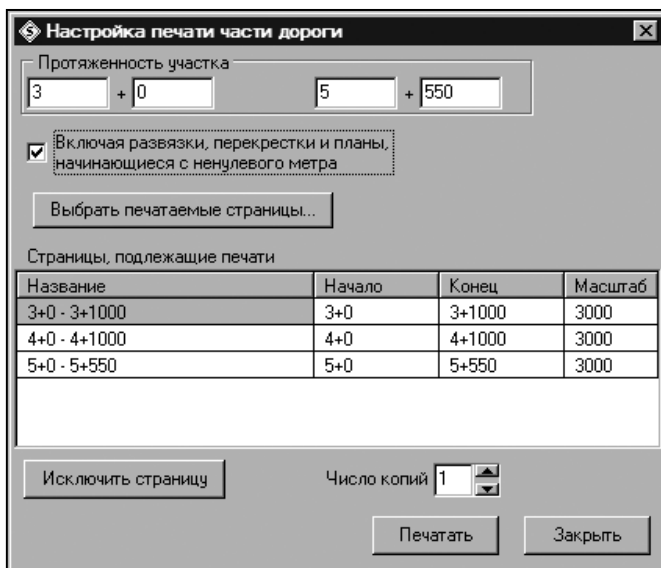 Настройка печати части дороги
Протяженность участка
3 + 0 5 + 550
Включая развязки, перекрестки и планы,
начинающиеся с ненулевого метра
Выбрать печатаемые страницы...
Страницы, подлежащие печати
Название Начало Конец Масштаб
3+0 - 3+1000 3+0 3+1000 3000
4+0 - 4+1000 4+0 4+1000 3000
5+0 - 5+550 5+0 5+550 3000
Исключить страницу Число копий 1
Печатать Закрыть